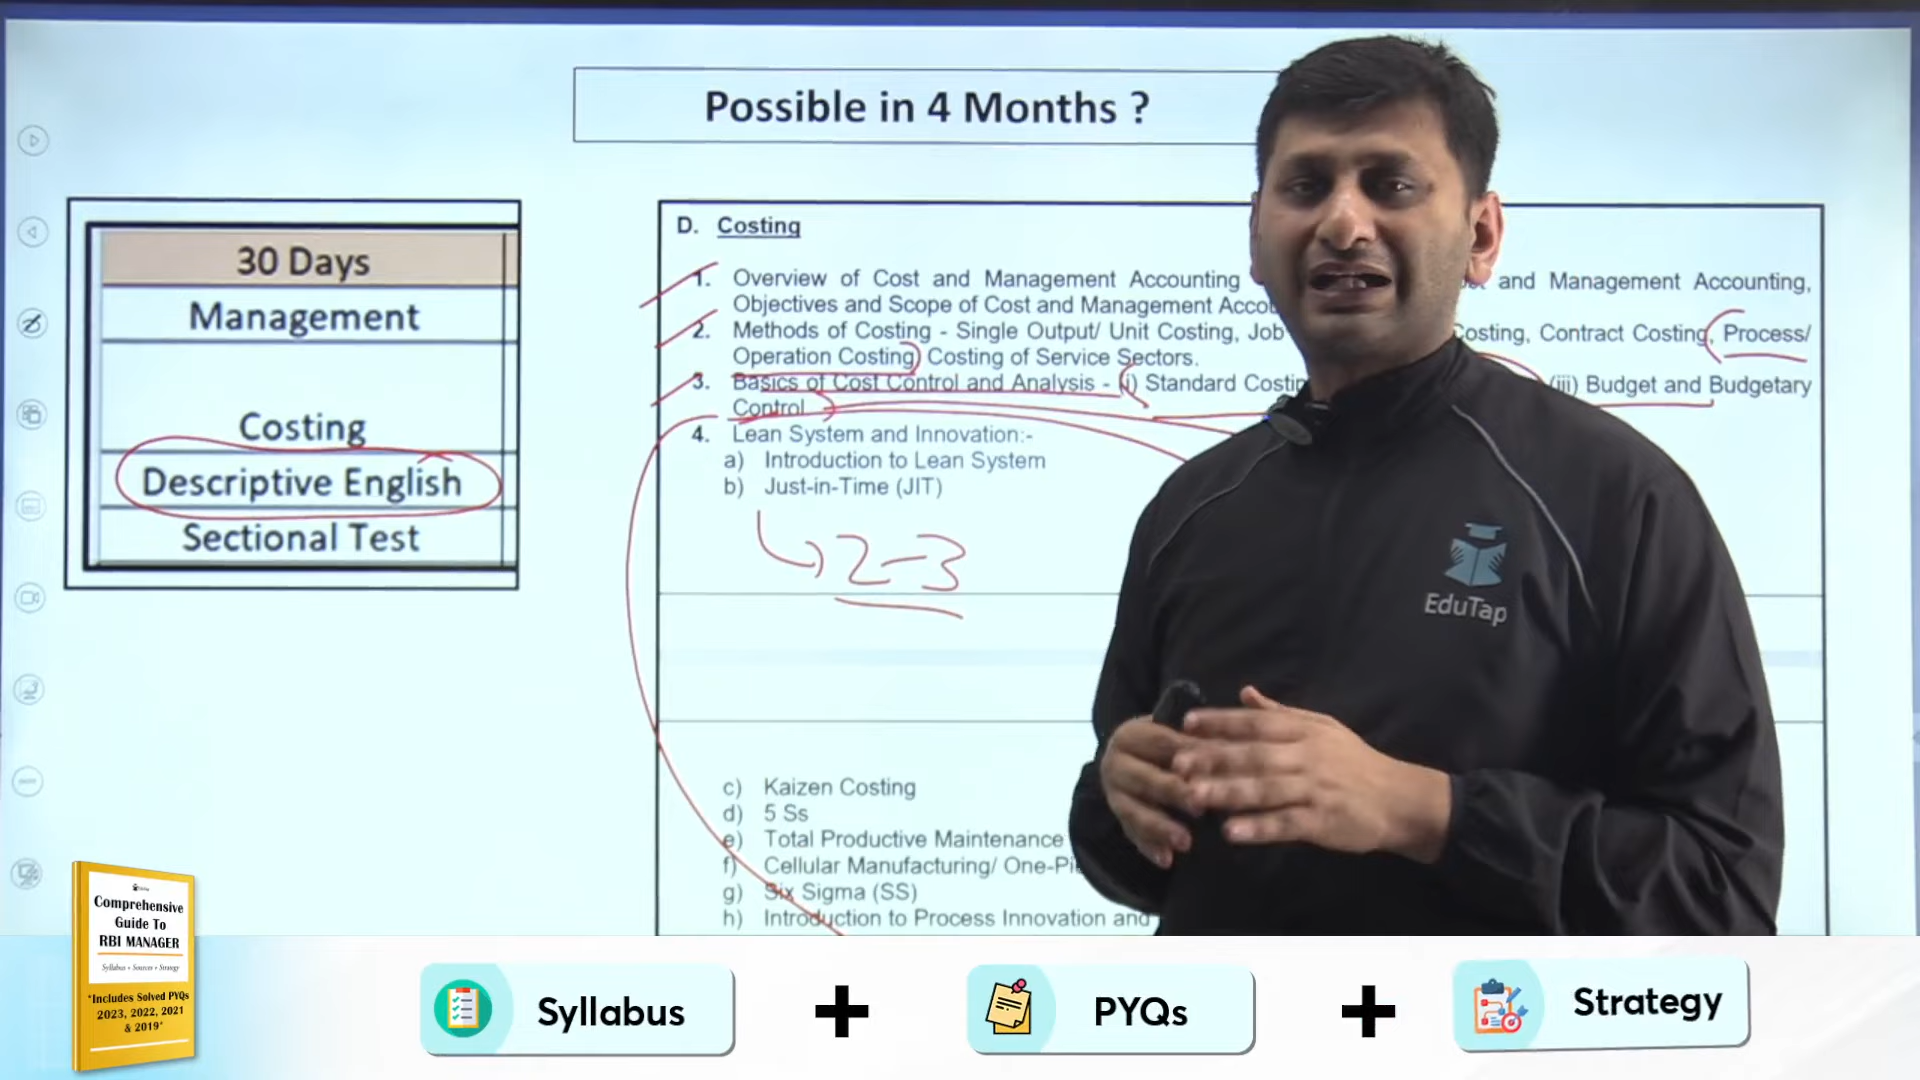 Possible in 4 Months ?
30 Days
Management
Costing
Descriptive English
Sectional Test
D. Costing
1. Overview of Cost and Management Accounting and Management Accounting,
Objectives and Scope of Cost and Management
2. Methods of Costing - Single Output/ Unit Costing, Job Costing, Contract Costing, Process/
Operation Costing, Costing of Service Sectors.
3. Basics of Cost Control and Analysis - (i) Standard (iii) Budget and Budgetary
Control
4. Lean System and Innovation:-
a) Introduction to Lean System
b) Just-in-Time (JIT)
2-3
c) Kaizen Costing
d) 5 Ss
e) Total Productive Maintenance
f) Cellular Manufacturing/
g) Six Sigma (SS)
h) Introduction to Process Innovation and
EduTap
Comprehensive
Guide To
RBI MANAGER
Syllabus + Sources + Strategy
*Includes Solved PYQs
2023, 2022, 2021
& 2019*
Syllabus + PYQs + Strategy